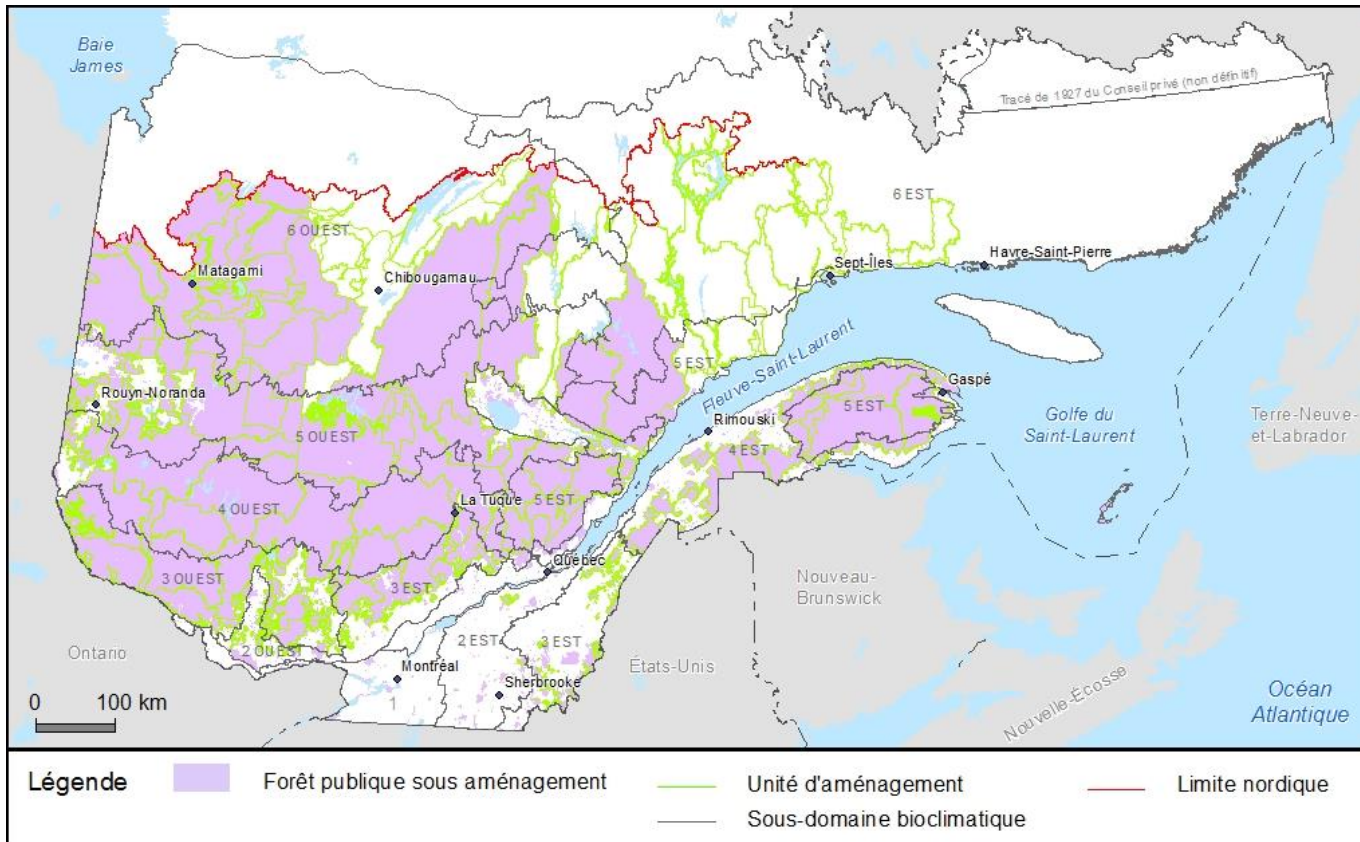 Baie
James
Tracé de 1927 du Conseil privé (non définitif)
6 EST
6 OUEST
Matagami
Chibougamau
Sept-Îles
Havre-Saint-Pierre
Fleuve-Saint-Laurent
5 EST
Rouyn-Noranda
Gaspé
5 EST
Rimouski
Golfe du
Saint-Laurent
Terre-Neuve-
et-Labrador
5 OUEST
4 EST
La Tuque
5 EST
4 OUEST
Québec
3 OUEST
3 EST
Nouveau-
Brunswick
2 EST
3 EST
Ontario
2 OUEST
Montréal
États-Unis
Sherbrooke
1
Nouvelle-Écosse
Océan
Atlantique
0 100 km
Légende
Forêt publique sous aménagement
Unité d'aménagement
Limite nordique
Sous-domaine bioclimatique